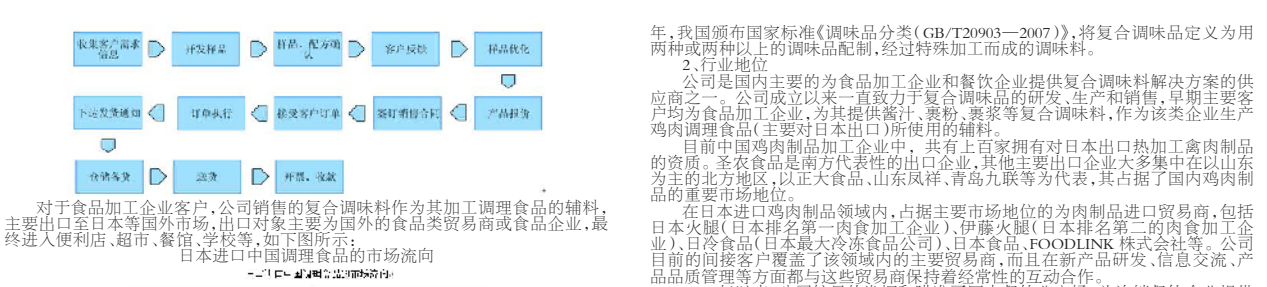 收集客户需求
信息
开发样品
样品、配方确
认
客户反馈
样品优化
下达发货通知
订单执行
接受客户订单
签订销售合同
产品报价
仓储备货
送货
开票、收款
对于食品加工企业客户,公司销售的复合调味料作为其加工调理食品的辅料,
主要出口至日本等国外市场,出口对象主要为国外的食品类贸易商或食品企业,最
终进入便利店、超市、餐馆、学校等,如下图所示:
日本进口中国调理食品的市场流向
年,我国颁布国家标准《调味品分类(GB/T20903—2007)》,将复合调味品定义为用
两种或两种以上的调味品配制,经过特殊加工而成的调味料。
2、行业地位
公司是国内主要的为食品加工企业和餐饮企业提供复合调味料解决方案的供
应商之一。公司成立以来一直致力于复合调味品的研发、生产和销售,早期主要客
户均为食品加工企业,为其提供酱汁、裹粉、裹浆等复合调味料,作为该类企业生产
鸡肉调理食品(主要对日本出口)所使用的辅料。
目前中国鸡肉制品加工企业中，共有上百家拥有对日本出口热加工禽肉制品
的资质。圣农食品是南方代表性的出口企业,其他主要出口企业大多集中在以山东
为主的北方地区,以正大食品、山东凤祥、青岛九联等为代表,其占据了国内鸡肉制
品的重要市场地位。
在日本进口鸡肉制品领域内,占据主要市场地位的为肉制品进口贸易商,包括
日本火腿(日本排名第一肉食加工企业)、伊藤火腿(日本排名第二的肉食加工企
业)、日冷食品(日本最大冷冻食品公司)、日本食品、FOODLINK 株式会社等。公司
目前的间接客户覆盖了该领域内的主要贸易商,而且在新产品研发、信息交流、产
品品质管理等方面都与这些贸易商保持着经常性的互动合作。